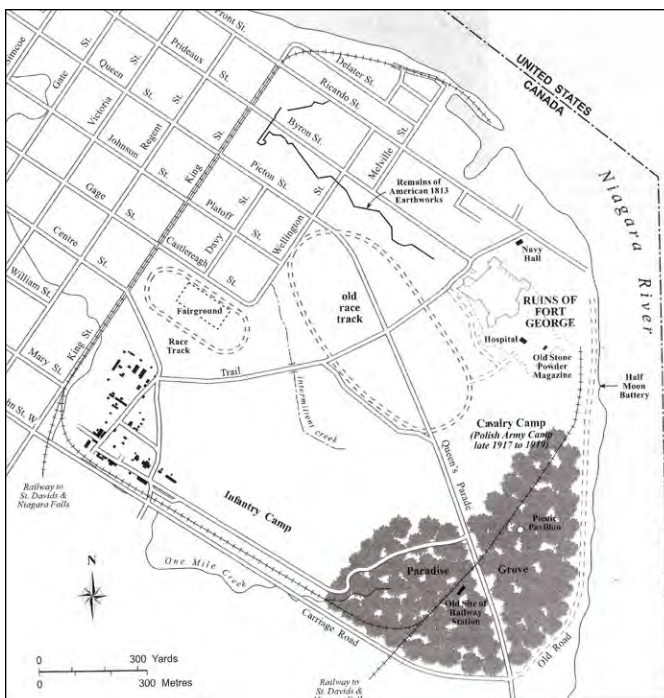 Simcoe
St.
Front St.
Prideaux
St.
Delater St.
Ricardo St.
UNITED STATES
CANADA
Gate
St.
Queen
St.
Victoria
St.
Regent
St.
Byron St.
Melville
St.
Johnson
St.
King
St.
Picton St.
Remains of
American 1813
Earthworks
Niagara
River
Gage
St.
Platoff
St.
Davy
St.
Wellington
St.
Castlereagh
St.
Centre
St.
William St.
Navy
Hall
Fairground
Race
Track
old
race
track
RUINS OF
FORT
GEORGE
Hospital
Old Stone
Powder
Magazine
Half
Moon
Battery
King St.
Mary St.
Trail
intermittent creek
John St. W
Cavalry Camp
(Polish Army Camp
late 1917 to 1919)
Queen's
Parade
Railway to
St. Davids &
Niagara Falls
Infantry Camp
Picnic
Pavilion
N
One Mile Creek
Paradise
Grove
Old Site of
Railway
Station
Carriage Road
Old Road
0 300 Yards
0 300 Metres
Railway to